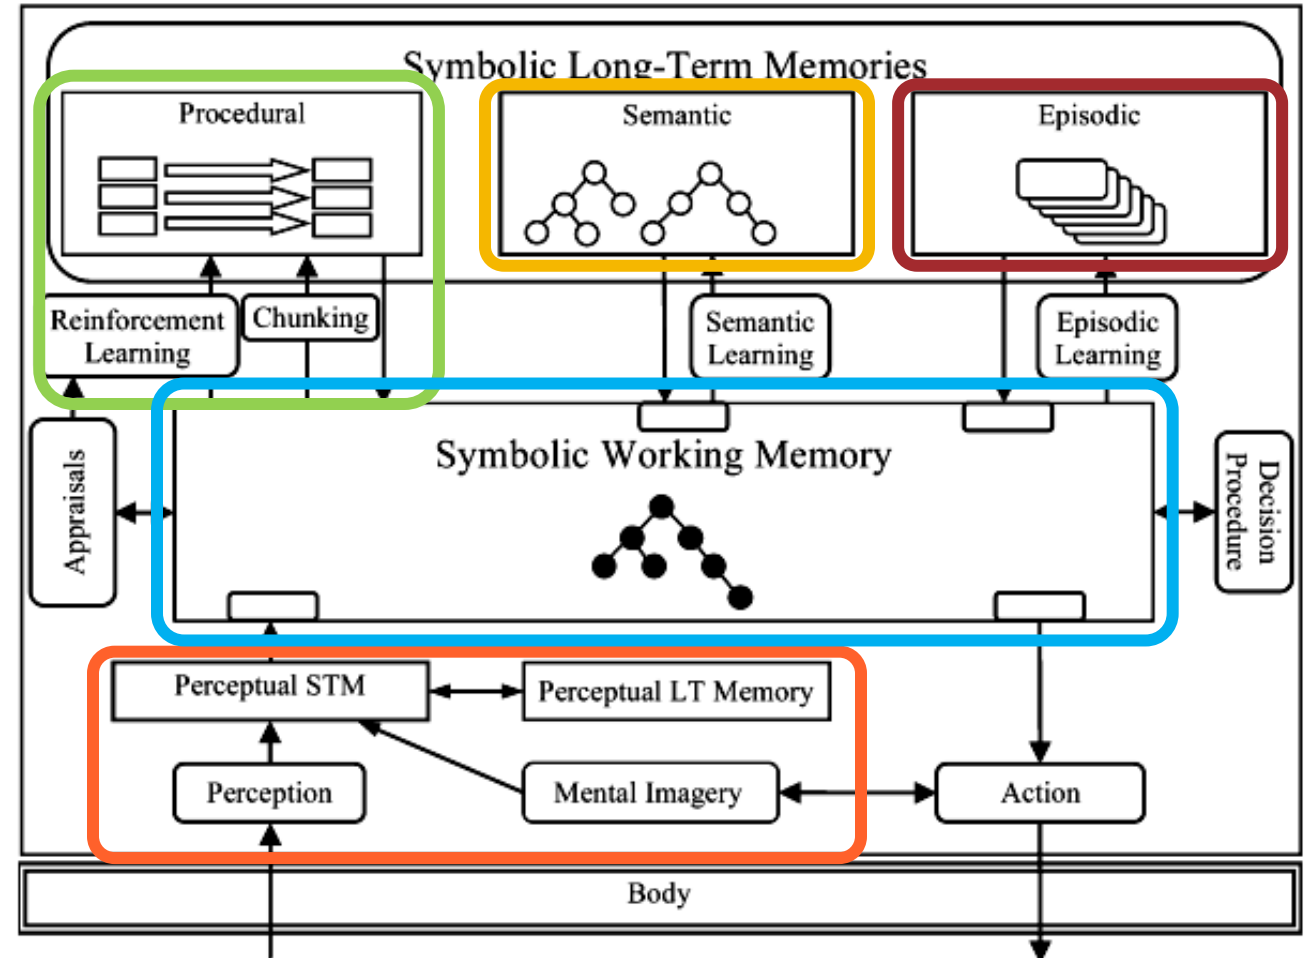 Symbolic Long-Term Memories
Procedural
Semantic
Episodic
Reinforcement
Learning
Chunking
Semantic
Learning
Episodic
Learning
Appraisals
Symbolic Working Memory
Decision
Procedure
Perceptual STM
Perceptual LT Memory
Perception
Mental Imagery
Action
Body